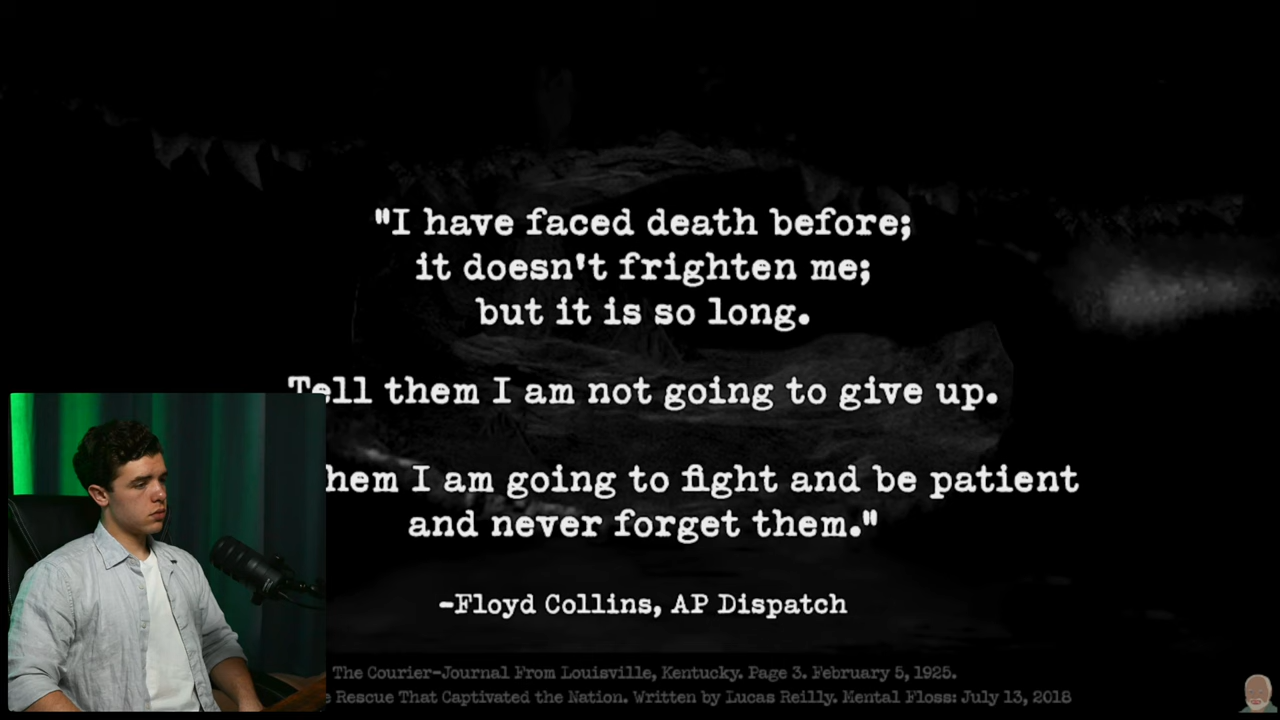 "I have faced death before;
it doesn't frighten me;
but it is so long.
Tell them I am not going to give up.
I am going to fight and be patient
and never forget them."
-Floyd Collins, AP Dispatch
The Courier-Journal From Louisville, Kentucky. Page 3. February 5, 1925.
Rescue That Captivated the Nation. Written by Lucas Reilly. Mental Floss: July 13, 2018